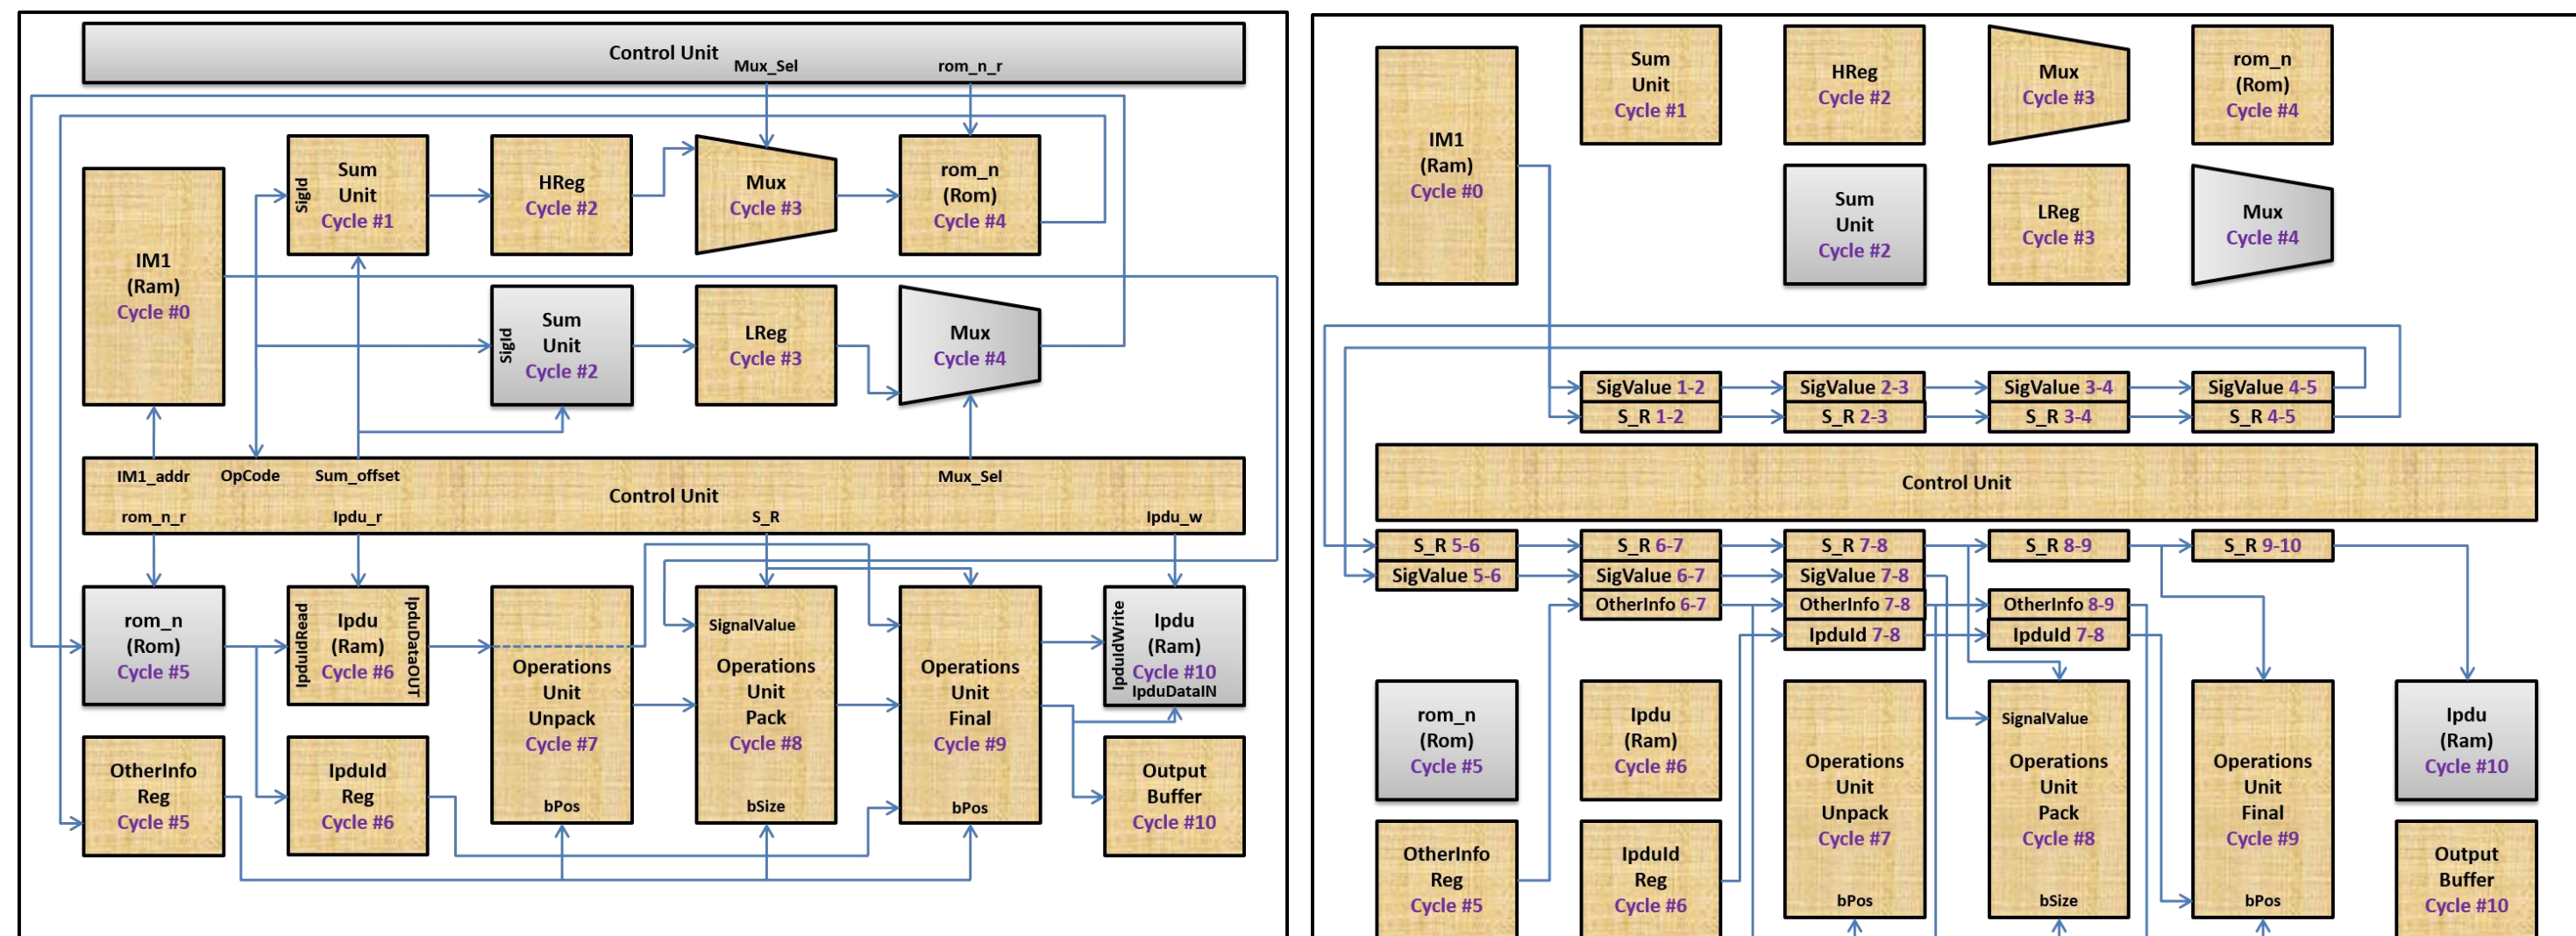 Control Unit
Mux_Sel
rom_n_r
SigId
Sum
Unit
Cycle #1
HReg
Cycle #2
Mux
Cycle #3
rom_n
(Rom)
Cycle #4
IM1
(Ram)
Cycle #0
SigId
Sum
Unit
Cycle #2
LReg
Cycle #3
Mux
Cycle #4
IM1_addr
OpCode
Sum_offset
Control Unit
Mux_Sel
rom_n_r
Ipdu_r
S_R
Ipdu_w
rom_n
(Rom)
Cycle #5
IpduIdRead
Ipdu
(Ram)
Cycle #6
IpduDataOUT
Operations
Unit
Unpack
Cycle #7
bPos
SignalValue
Operations
Unit
Pack
Cycle #8
bSize
Operations
Unit
Final
Cycle #9
bPos
IpduIdWrite
Ipdu
(Ram)
Cycle #10
IpduDataIN
OtherInfo
Reg
Cycle #5
IpduId
Reg
Cycle #6
Output
Buffer
Cycle #10
IM1
(Ram)
Cycle #0
Sum
Unit
Cycle #1
HReg
Cycle #2
Mux
Cycle #3
rom_n
(Rom)
Cycle #4
Sum
Unit
Cycle #2
LReg
Cycle #3
Mux
Cycle #4
SigValue 1-2
SigValue 2-3
SigValue 3-4
SigValue 4-5
S_R 1-2
S_R 2-3
S_R 3-4
S_R 4-5
Control Unit
S_R 5-6
S_R 6-7
S_R 7-8
S_R 8-9
S_R 9-10
SigValue 5-6
SigValue 6-7
SigValue 7-8
OtherInfo 6-7
OtherInfo 7-8
OtherInfo 8-9
IpduId 7-8
IpduId 7-8
rom_n
(Rom)
Cycle #5
Ipdu
(Ram)
Cycle #6
Operations
Unit
Unpack
Cycle #7
bPos
SignalValue
Operations
Unit
Pack
Cycle #8
bSize
Operations
Unit
Final
Cycle #9
bPos
Ipdu
(Ram)
Cycle #10
OtherInfo
Reg
Cycle #5
IpduId
Reg
Cycle #6
Output
Buffer
Cycle #10